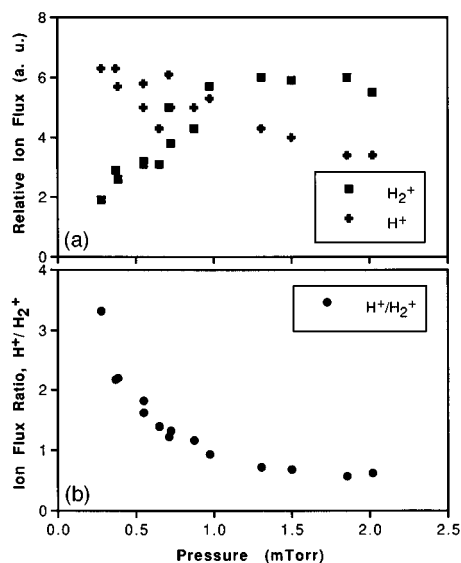 8
6
4
2
0
Relative Ion Flux (a. u.)
(a)
H₂⁺
H⁺
4
3
2
1
0
Ion Flux Ratio, H⁺/H₂⁺
H⁺/H₂⁺
(b)
0.0 0.5 1.0 1.5 2.0 2.5
Pressure (mTorr)